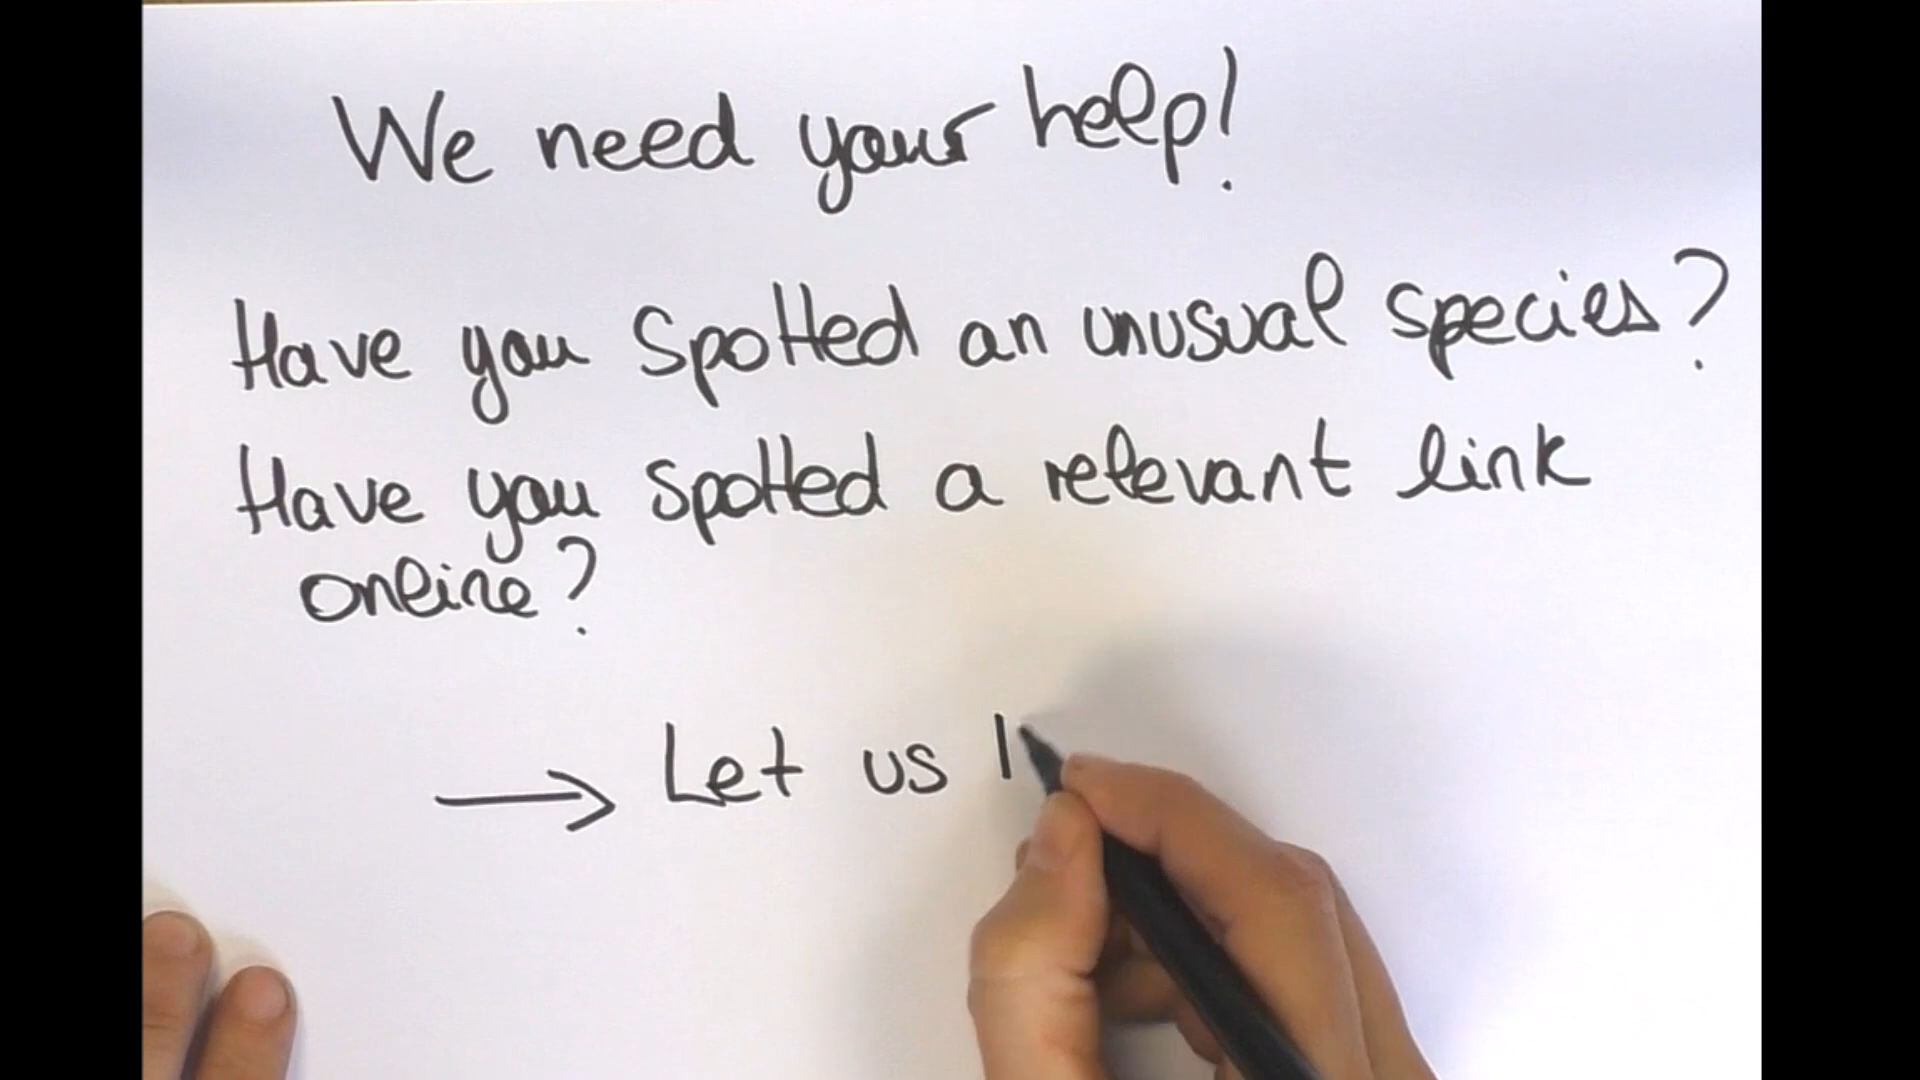 We need your help!
Have you spotted an unusual species?
Have you spotted a relevant link
online?
→ Let us